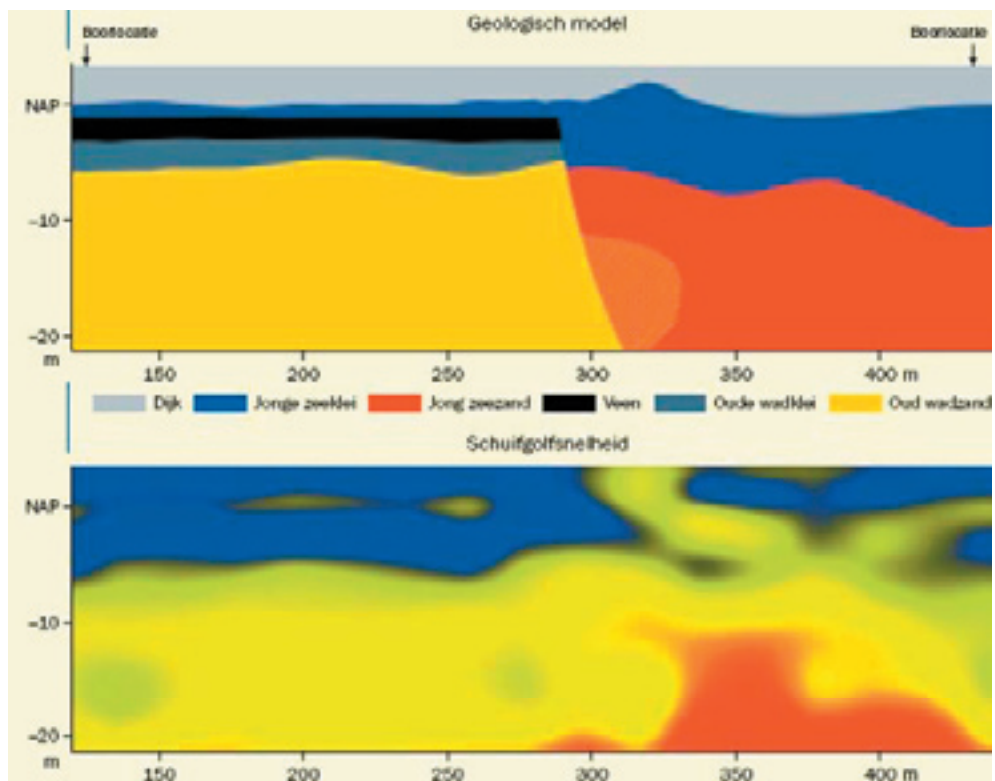 Geologisch model
Boorlocatie Boorlocatie
NAP
-10
-20
m
150 200 250 300 350 400 m
Dijk Jonge zeeklei Jong zeezand Veen Oude wadklei Oud wadzand
Schuifgolfsnelheid
NAP
-10
-20
m
150 200 250 300 350 400 m